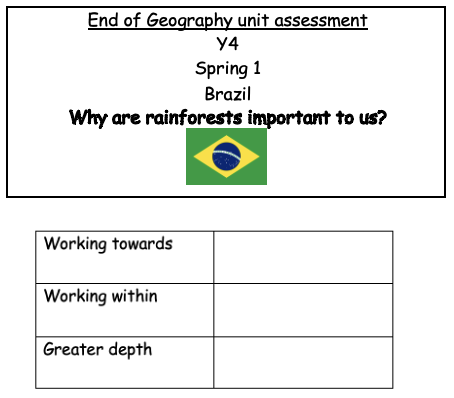 End of Geography unit assessment
Y4
Spring 1
Brazil
Why are rainforests important to us?
Working towards
Working within
Greater depth